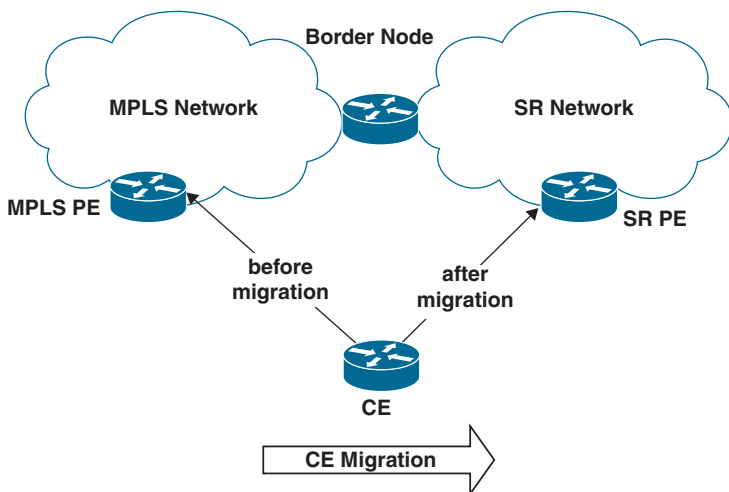 Border Node
MPLS Network
SR Network
MPLS PE
SR PE
before
migration
after
migration
CE
CE Migration